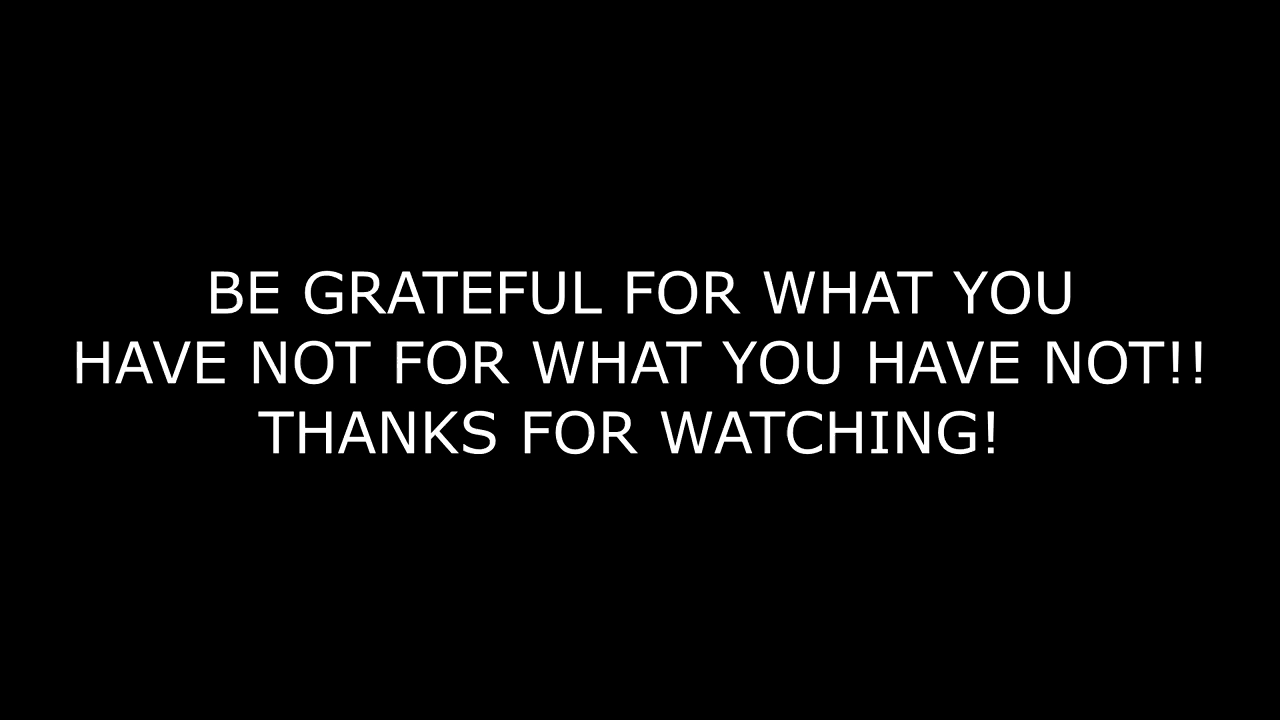 BE GRATEFUL FOR WHAT YOU
HAVE NOT FOR WHAT YOU HAVE NOT!!
THANKS FOR WATCHING!